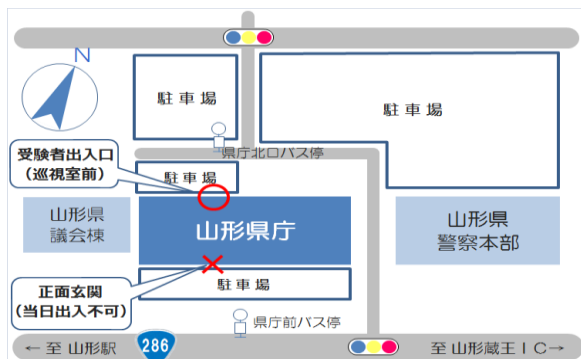 N
駐車場
駐車場
県庁北口バス停
受験者出入口
(巡視室前)
駐車場
山形県
議会棟
山形県庁
山形県
警察本部
正面玄関
(当日出入不可)
駐車場
県庁前バス停
← 至 山形駅
286
至 山形蔵王IC→